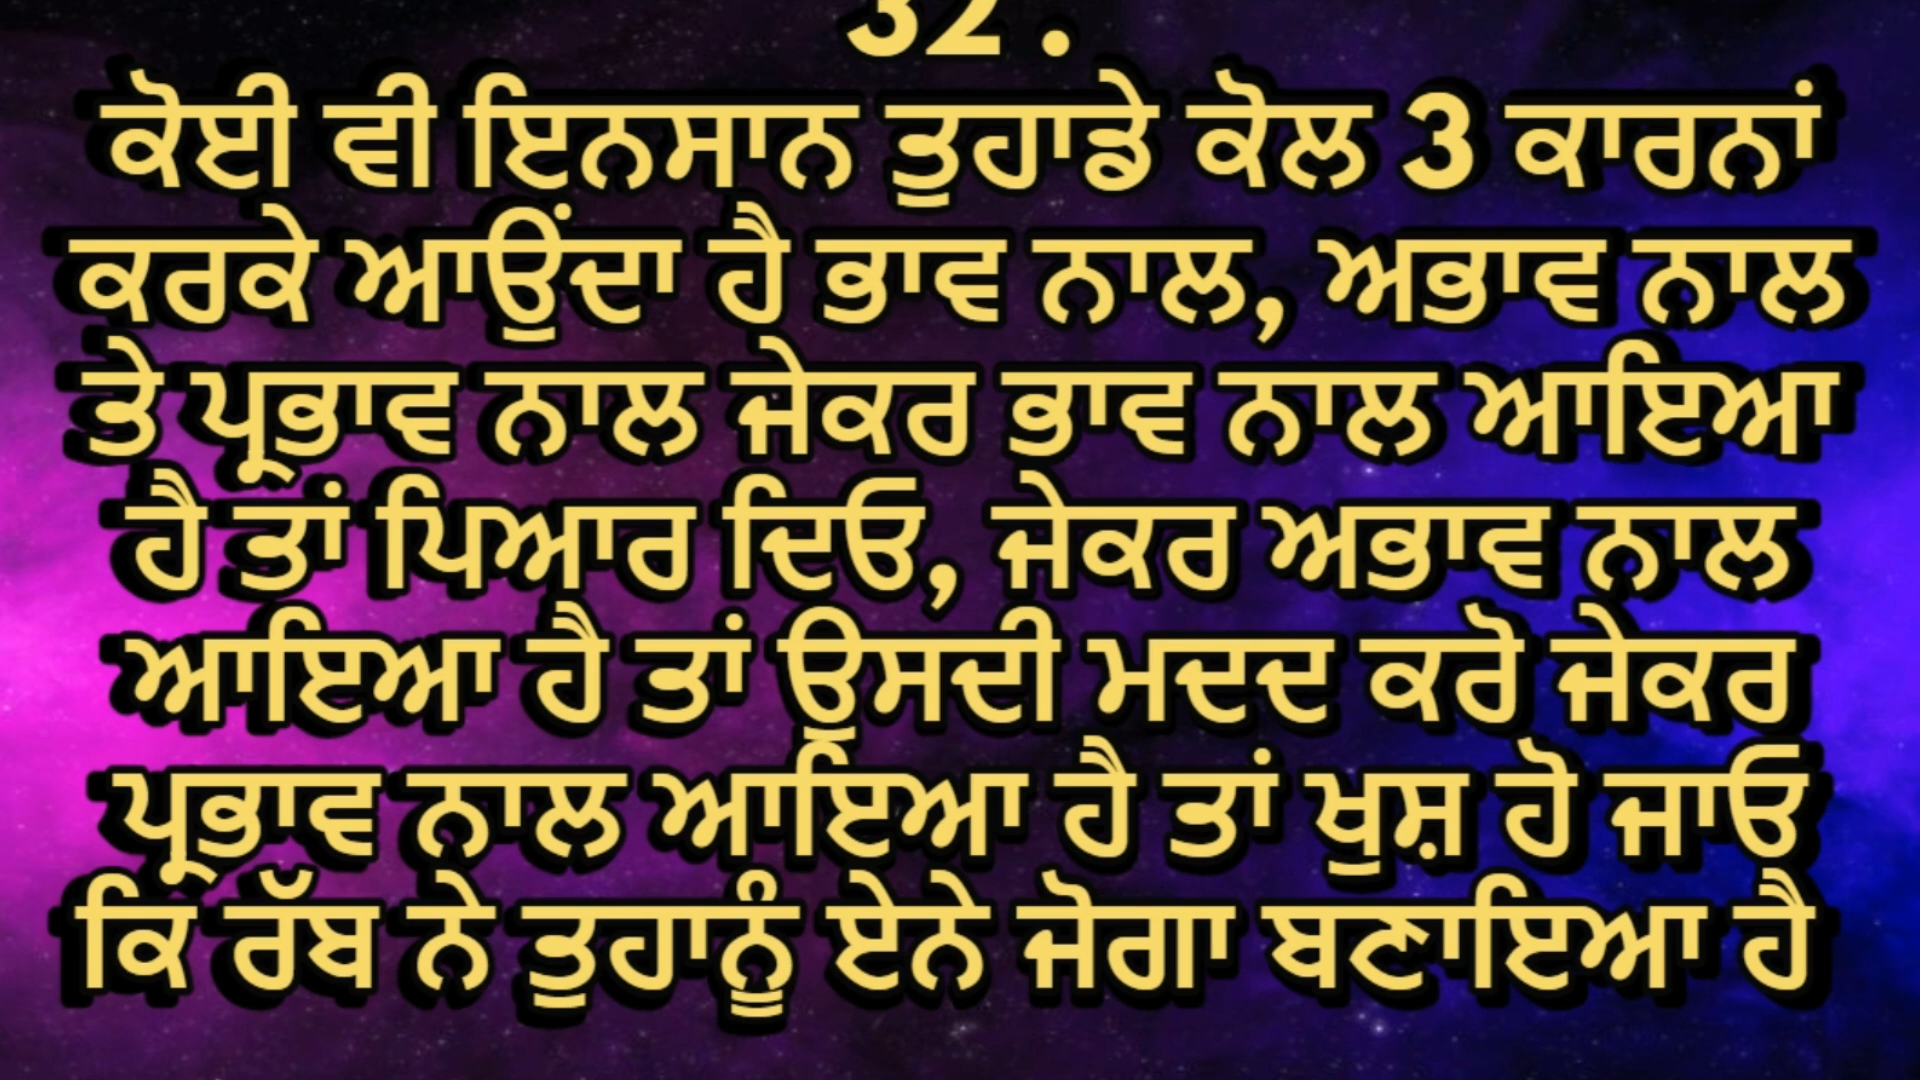 32.
ਕੋਈ ਵੀ ਇਨਸਾਨ ਤੁਹਾਡੇ ਕੋਲ 3 ਕਾਰਨਾਂ
ਕਰਕੇ ਆਉਂਦਾ ਹੈ ਭਾਵ ਨਾਲ, ਅਭਾਵ ਨਾਲ
ਤੇ ਪ੍ਰਭਾਵ ਨਾਲ ਜੇਕਰ ਭਾਵ ਨਾਲ ਆਇਆ
ਹੈ ਤਾਂ ਪਿਆਰ ਦਿਓ, ਜੇਕਰ ਅਭਾਵ ਨਾਲ
ਆਇਆ ਹੈ ਤਾਂ ਉਸਦੀ ਮਦਦ ਕਰੋ ਜੇਕਰ
ਪ੍ਰਭਾਵ ਨਾਲ ਆਇਆ ਹੈ ਤਾਂ ਖੁਸ਼ ਹੋ ਜਾਓ
ਕਿ ਰੱਬ ਨੇ ਤੁਹਾਨੂੰ ਏਨੇ ਜੋਗਾ ਬਣਾਇਆ ਹੈ